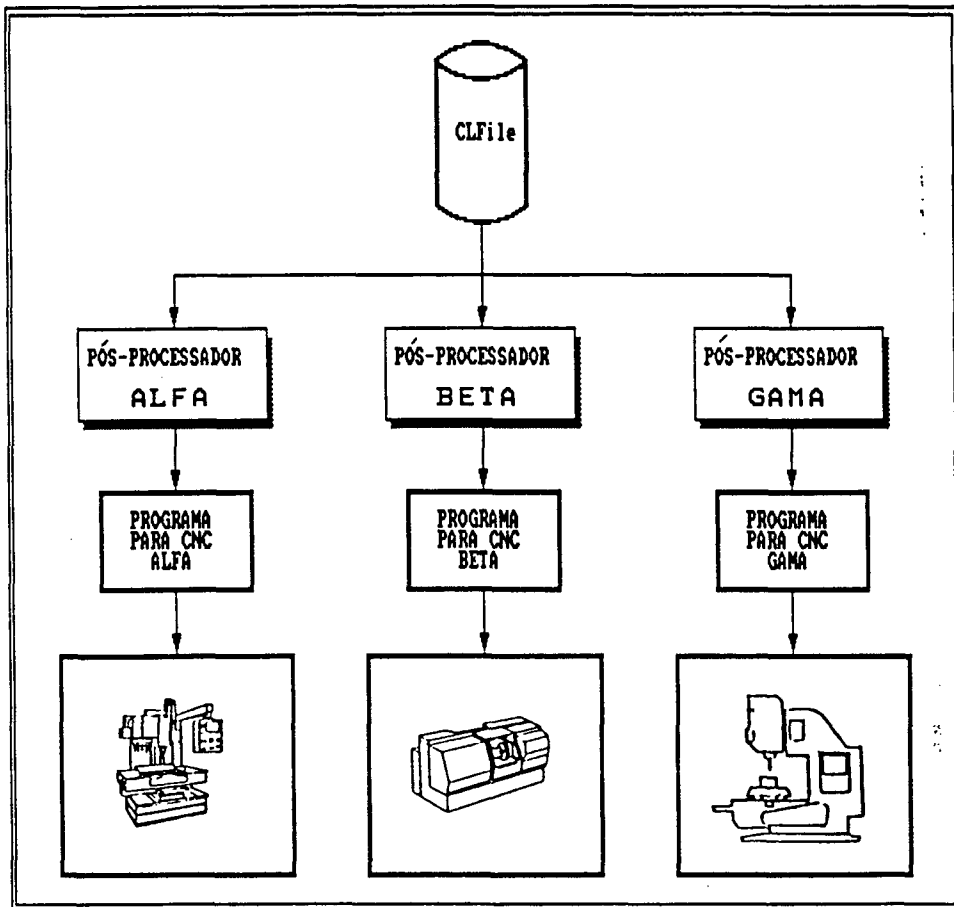 CLFile
PÓS-PROCESSADOR
ALFA
PÓS-PROCESSADOR
BETA
PÓS-PROCESSADOR
GAMA
PROGRAMA
PARA CNC
ALFA
PROGRAMA
PARA CNC
BETA
PROGRAMA
PARA CNC
GAMA